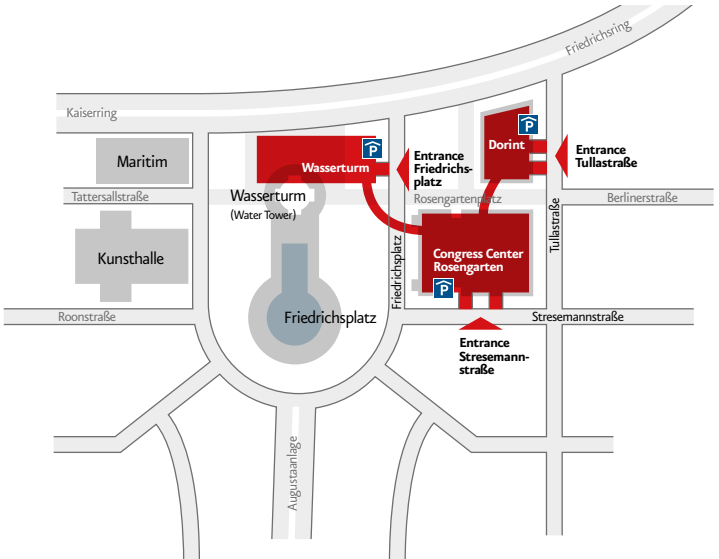 Friedrichsring
Kaiserring
Maritim
Wasserturm
P
Entrance
Friedrichs-
platz
P
Dorint
Entrance
Tullastraße
Tattersallstraße
Wasserturm
(Water Tower)
Rosengartenplatz
Berlinerstraße
Tullastraße
Kunsthalle
Friedrichsplatz
Congress Center
Rosengarten
P
Roonstraße
Friedrichsplatz
Stresemannstraße
Entrance
Stresemann-
straße
Augustaanlage